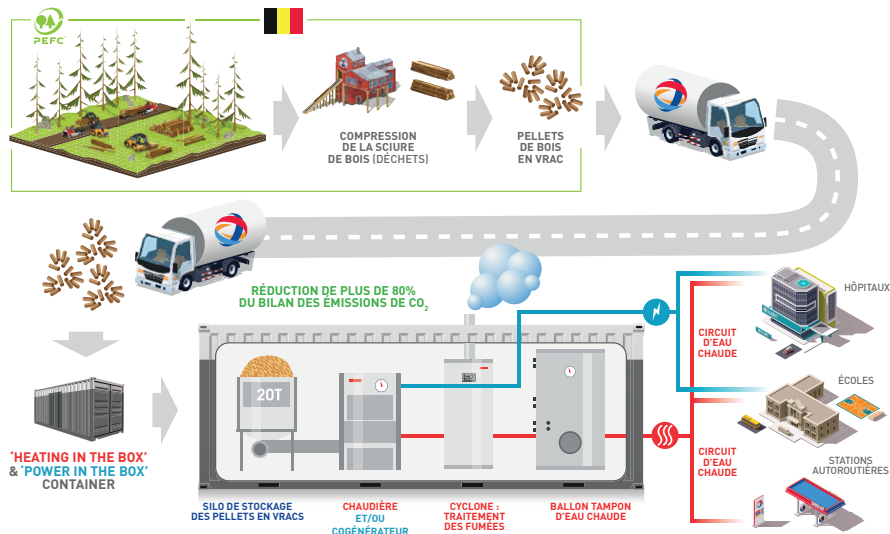 PEFC
COMPRESSION
DE LA SCIURE
DE BOIS (DÉCHETS)
PELLETS
DE BOIS
EN VRAC
RÉDUCTION DE PLUS DE 80%
DU BILAN DES ÉMISSIONS DE CO₂
HÔPITAUX
CIRCUIT
D'EAU
CHAUDE
ÉCOLES
20T
'HEATING IN THE BOX'
& 'POWER IN THE BOX'
CONTAINER
CIRCUIT
D'EAU
CHAUDE
STATIONS
AUTOROUTIÈRES
SILO DE STOCKAGE
DES PELLETS EN VRACS
CHAUDIÈRE
ET/OU
COGÉNÉRATEUR
CYCLONE :
TRAITEMENT
DES FUMÉES
BALLON TAMPON
D'EAU CHAUDE